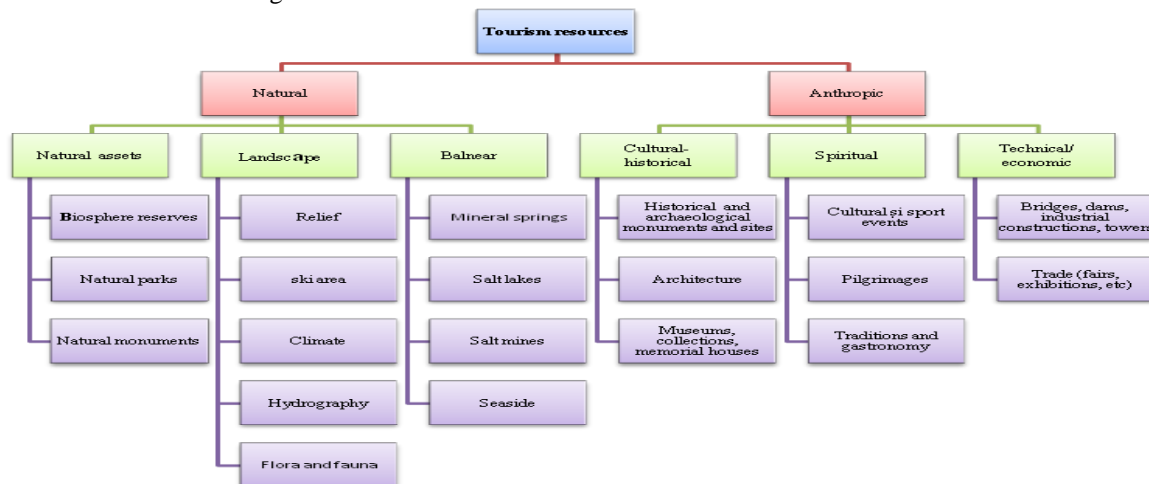 Tourism resources
Natural
Anthropic
Natural assets
Landscape
Balnear
Cultural-
historical
Spiritual
Technical/
economic
Biosphere reserves
Relief
Mineral springs
Historical and
archaeological
monuments and sites
Cultural și sport
events
Bridges, dams,
industrial
constructions, towers
Natural parks
ski area
Salt lakes
Architecture
Pilgrimages
Trade (fairs,
exhibitions, etc)
Natural monuments
Climate
Salt mines
Museums,
collections,
memorial houses
Traditions and
gastronomy
Hydrography
Seaside
Flora and fauna